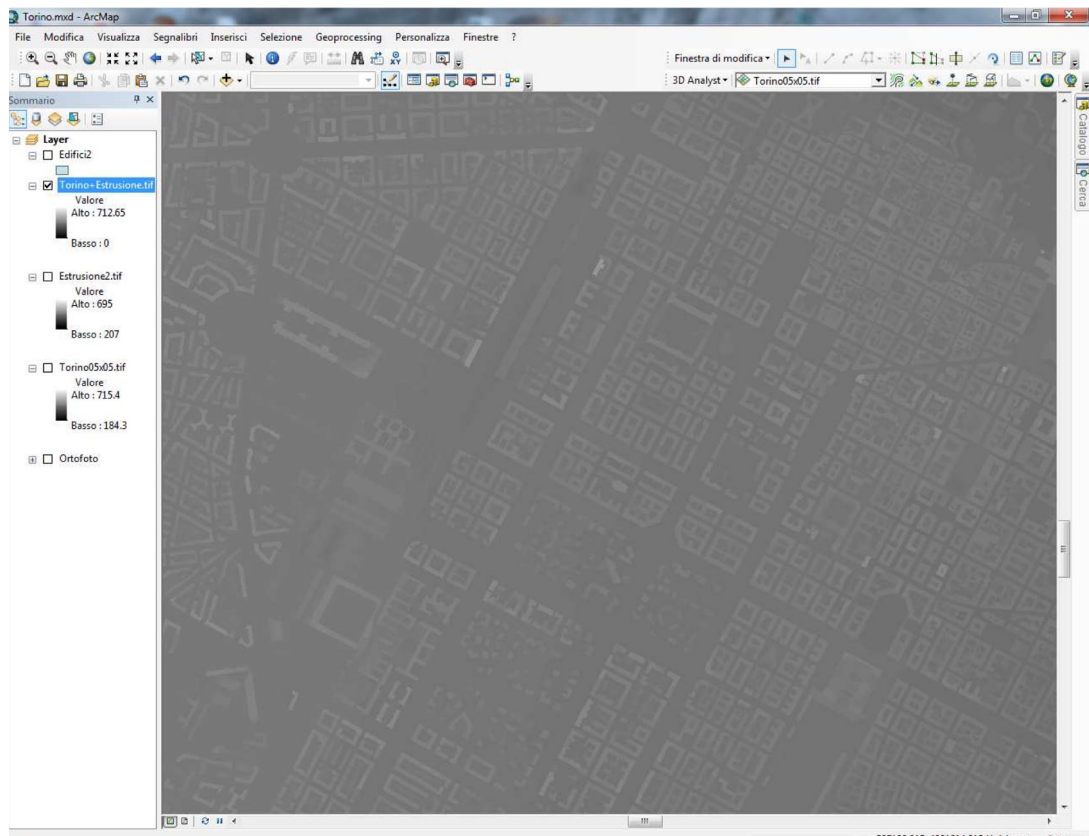 Torino.mxd - ArcMap
File Modifica Visualizza Segnalibri Inserisci Selezione Geoprocessing Personalizza Finestre ?
Finestra di modifica
3D Analyst Torino05x05.tif
Sommario
Layer
Edifici2
Torino+Estrusione.tif
Valore
Alto : 712.65
Basso : 0
Estrusione2.tif
Valore
Alto : 695
Basso : 207
Torino05x05.tif
Valore
Alto : 715.4
Basso : 184.3
Ortofoto
Catalogo
Cerca